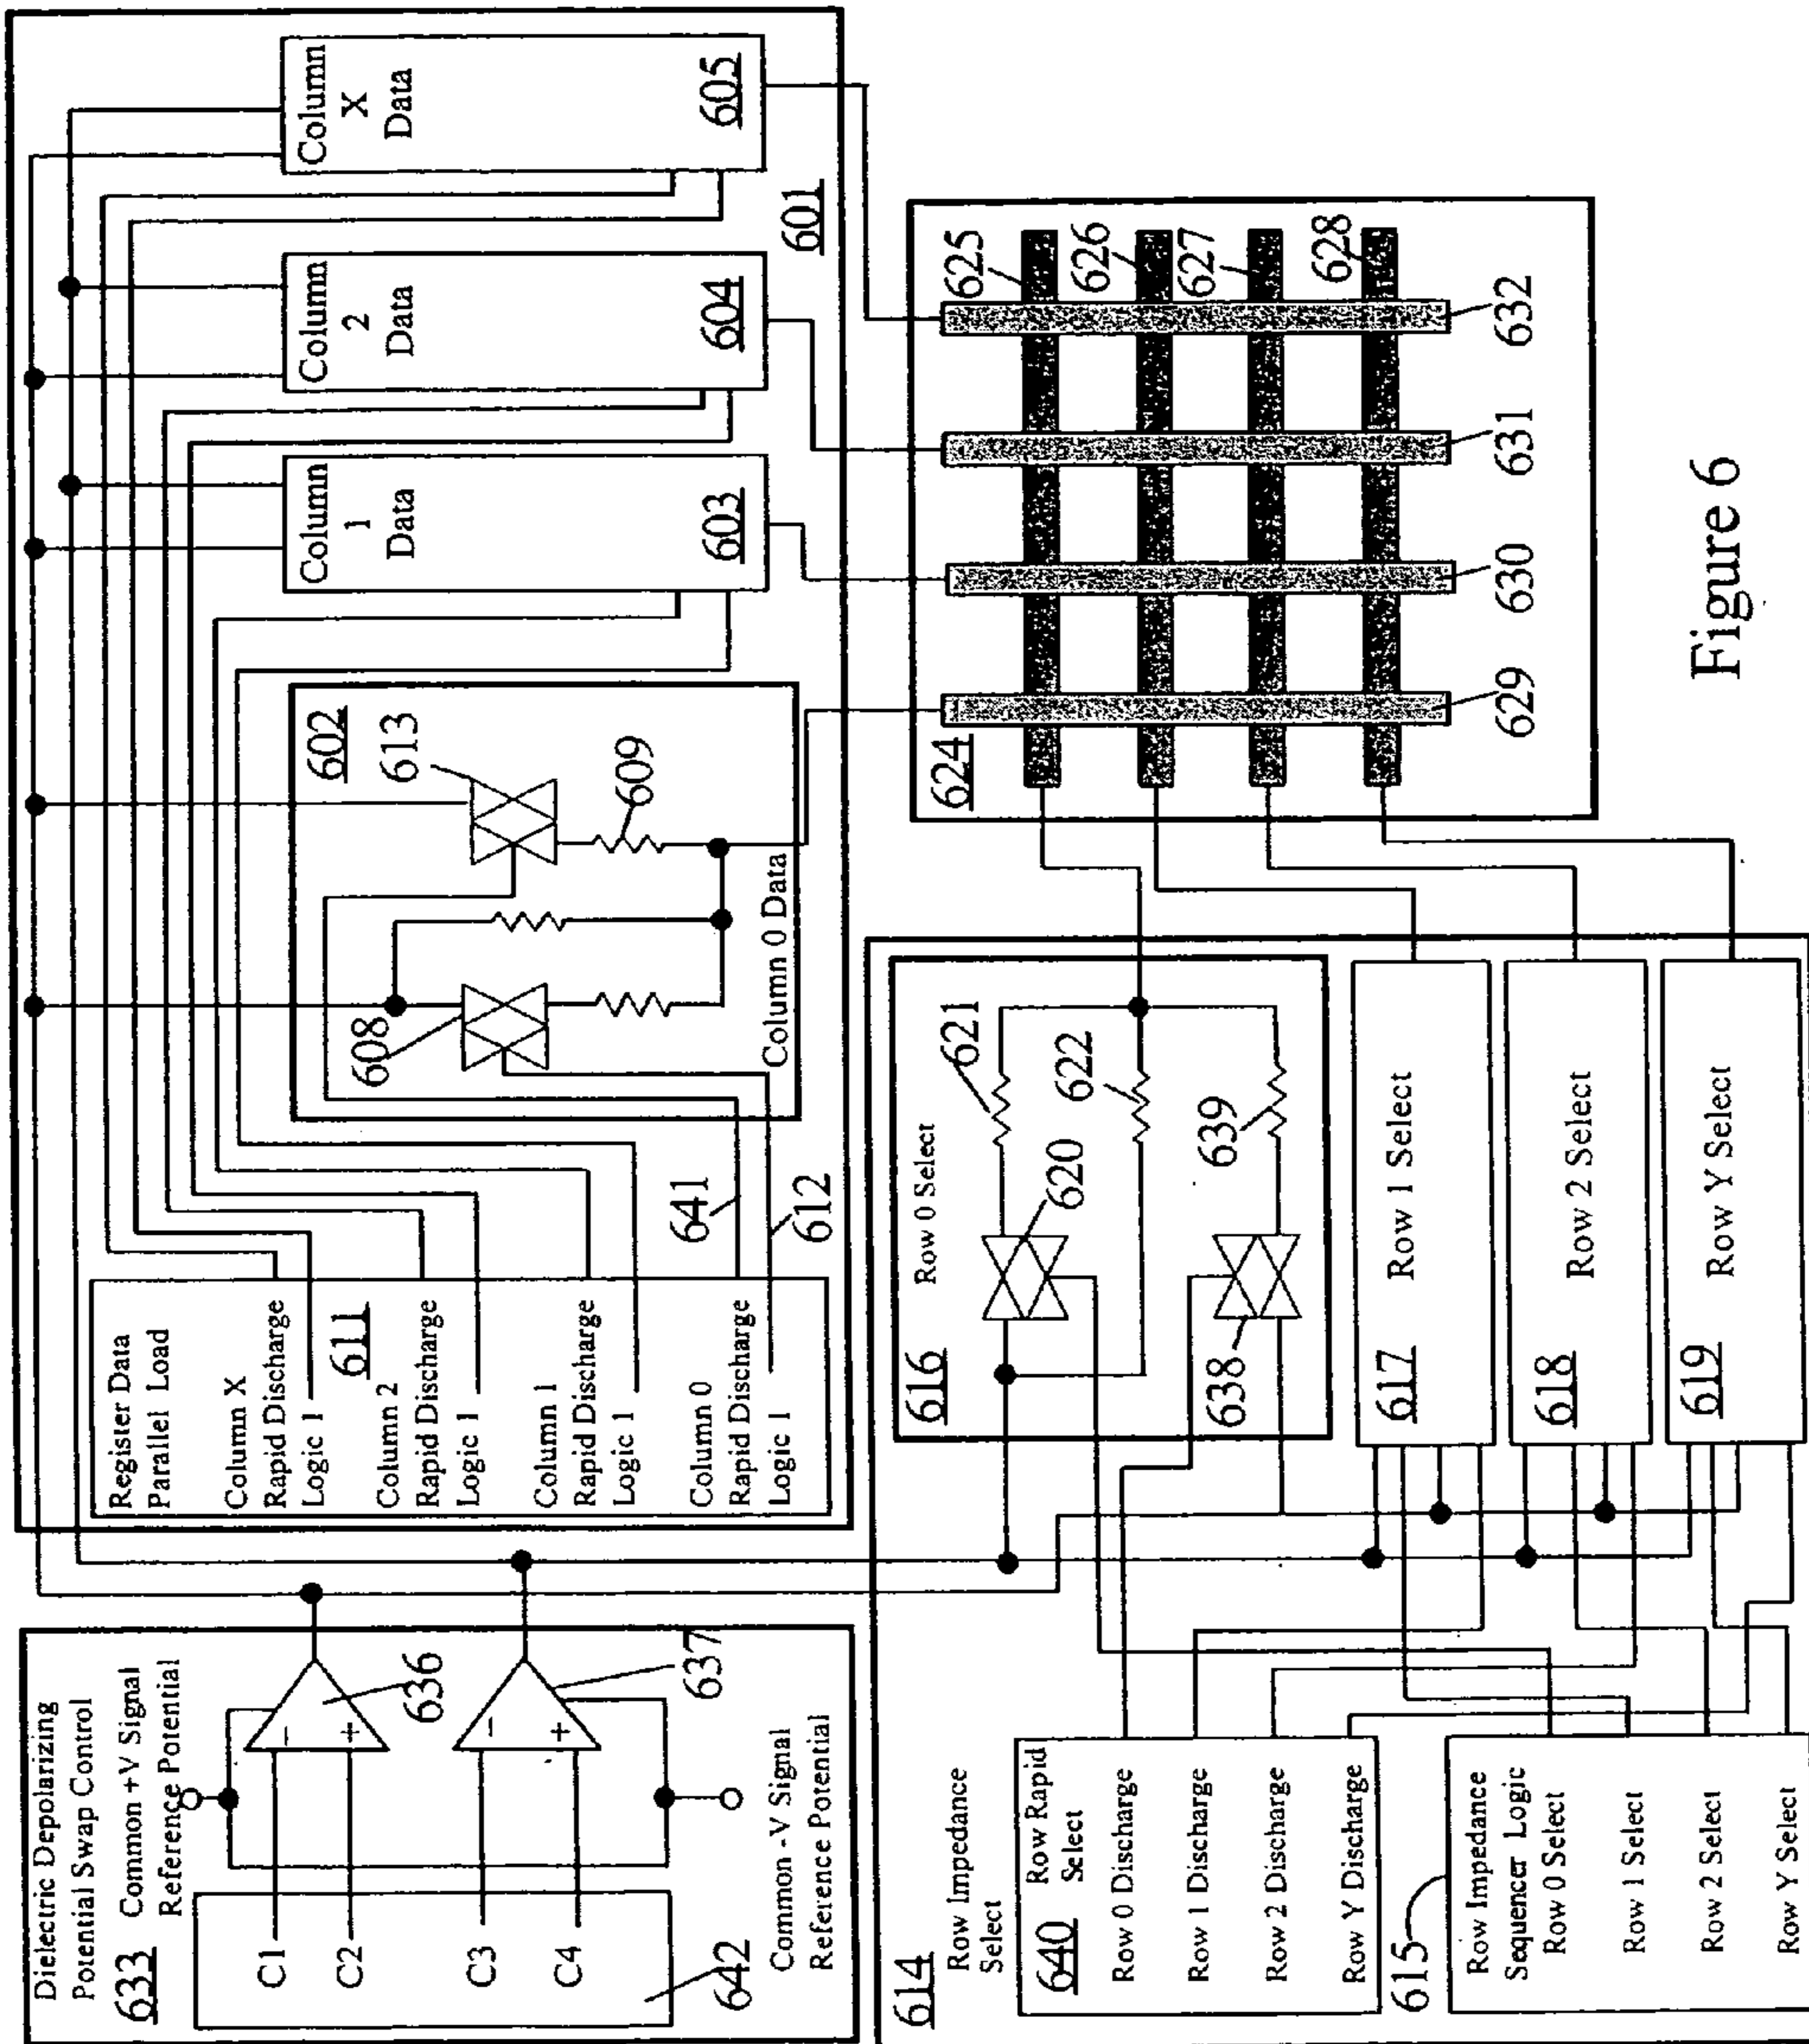 Dielectric Depolarizing
Potential Swap Control
633
Common +V Signal
Reference Potential
C1
C2
C3
C4
−
+
−
+
636
637
642
Common -V Signal
Reference Potential
Register Data
Parallel Load
Column X
Rapid Discharge
Logic 1
611
Column 2
Rapid Discharge
Logic 1
Column 1
Rapid Discharge
Logic 1
Column 0
Rapid Discharge
Logic 1
641
612
602
613
608
609
Column 0 Data
Column
1
Data
603
Column
2
Data
604
Column
X
Data
605
601
614
Row Impedance
Select
640
Row Rapid
Select
Row 0 Discharge
Row 1 Discharge
Row 2 Discharge
Row Y Discharge
615
Row Impedance
Sequencer Logic
Row 0 Select
Row 1 Select
Row 2 Select
Row Y Select
616
Row 0 Select
621
620
622
638
639
617
Row 1 Select
618
Row 2 Select
619
Row Y Select
624
625
626
627
628
629
630
631
632
Figure 6